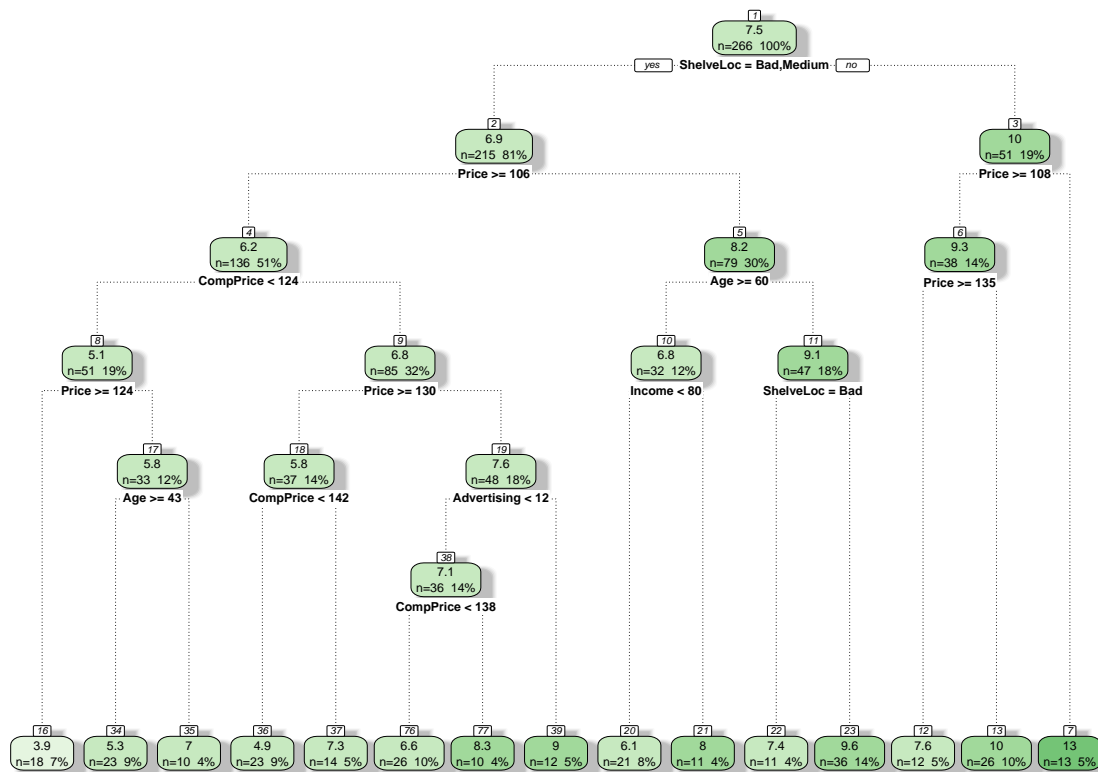 1
7.5
n=266 100%
yes ShelveLoc = Bad,Medium no
2
6.9
n=215 81%
Price >= 106
3
10
n=51 19%
Price >= 108
4
6.2
n=136 51%
CompPrice < 124
5
8.2
n=79 30%
Age >= 60
6
9.3
n=38 14%
Price >= 135
8
5.1
n=51 19%
Price >= 124
9
6.8
n=85 32%
Price >= 130
10
6.8
n=32 12%
Income < 80
11
9.1
n=47 18%
ShelveLoc = Bad
17
5.8
n=33 12%
Age >= 43
18
5.8
n=37 14%
CompPrice < 142
19
7.6
n=48 18%
Advertising < 12
38
7.1
n=36 14%
CompPrice < 138
16
3.9
n=18 7%
34
5.3
n=23 9%
35
7
n=10 4%
36
4.9
n=23 9%
37
7.3
n=14 5%
76
6.6
n=26 10%
77
8.3
n=10 4%
39
9
n=12 5%
20
6.1
n=21 8%
21
8
n=11 4%
22
7.4
n=11 4%
23
9.6
n=36 14%
12
7.6
n=12 5%
13
10
n=26 10%
7
13
n=13 5%